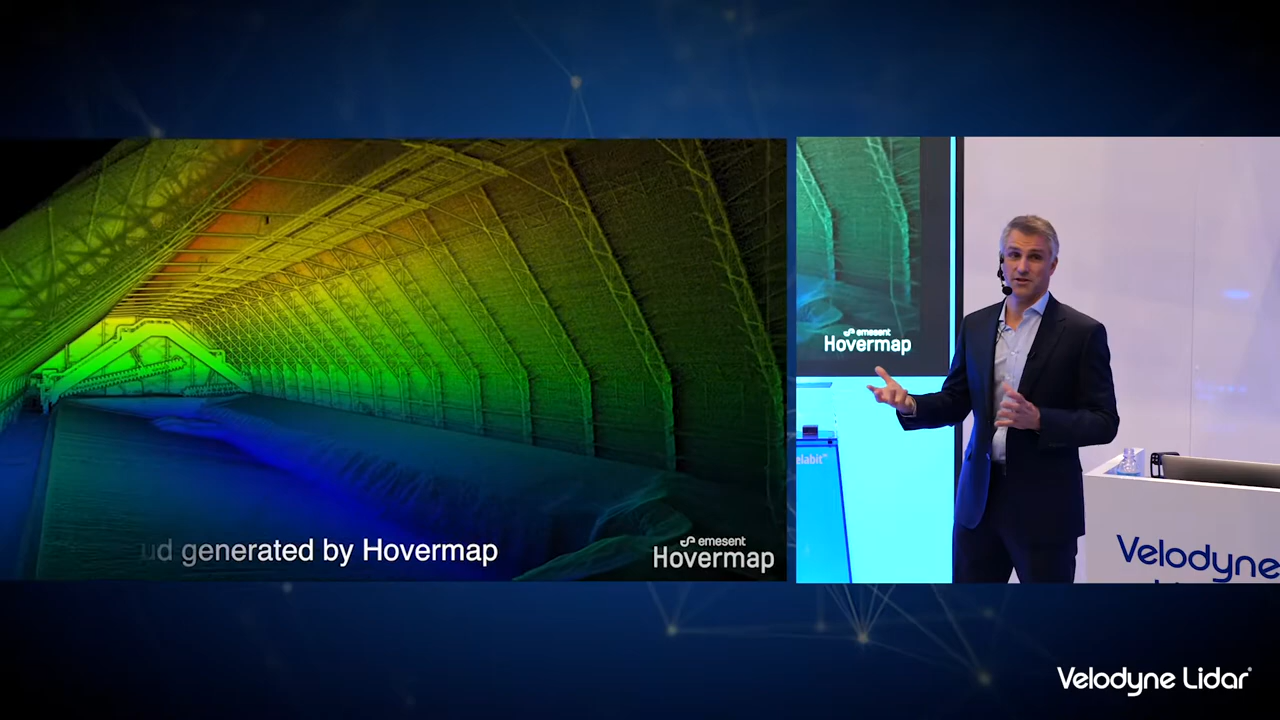 ud generated by Hovermap
emesent
Hovermap
emesent
Hovermap
elabit
Velodyne
Velodyne Lidar